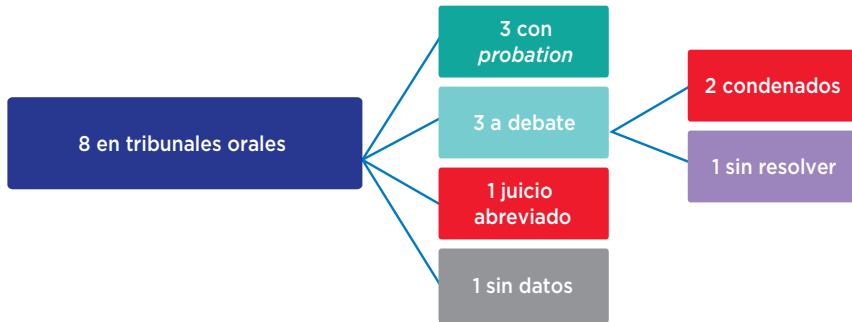 8 en tribunales orales
3 con
probation
3 a debate
1 juicio
abreviado
1 sin datos
2 condenados
1 sin resolver